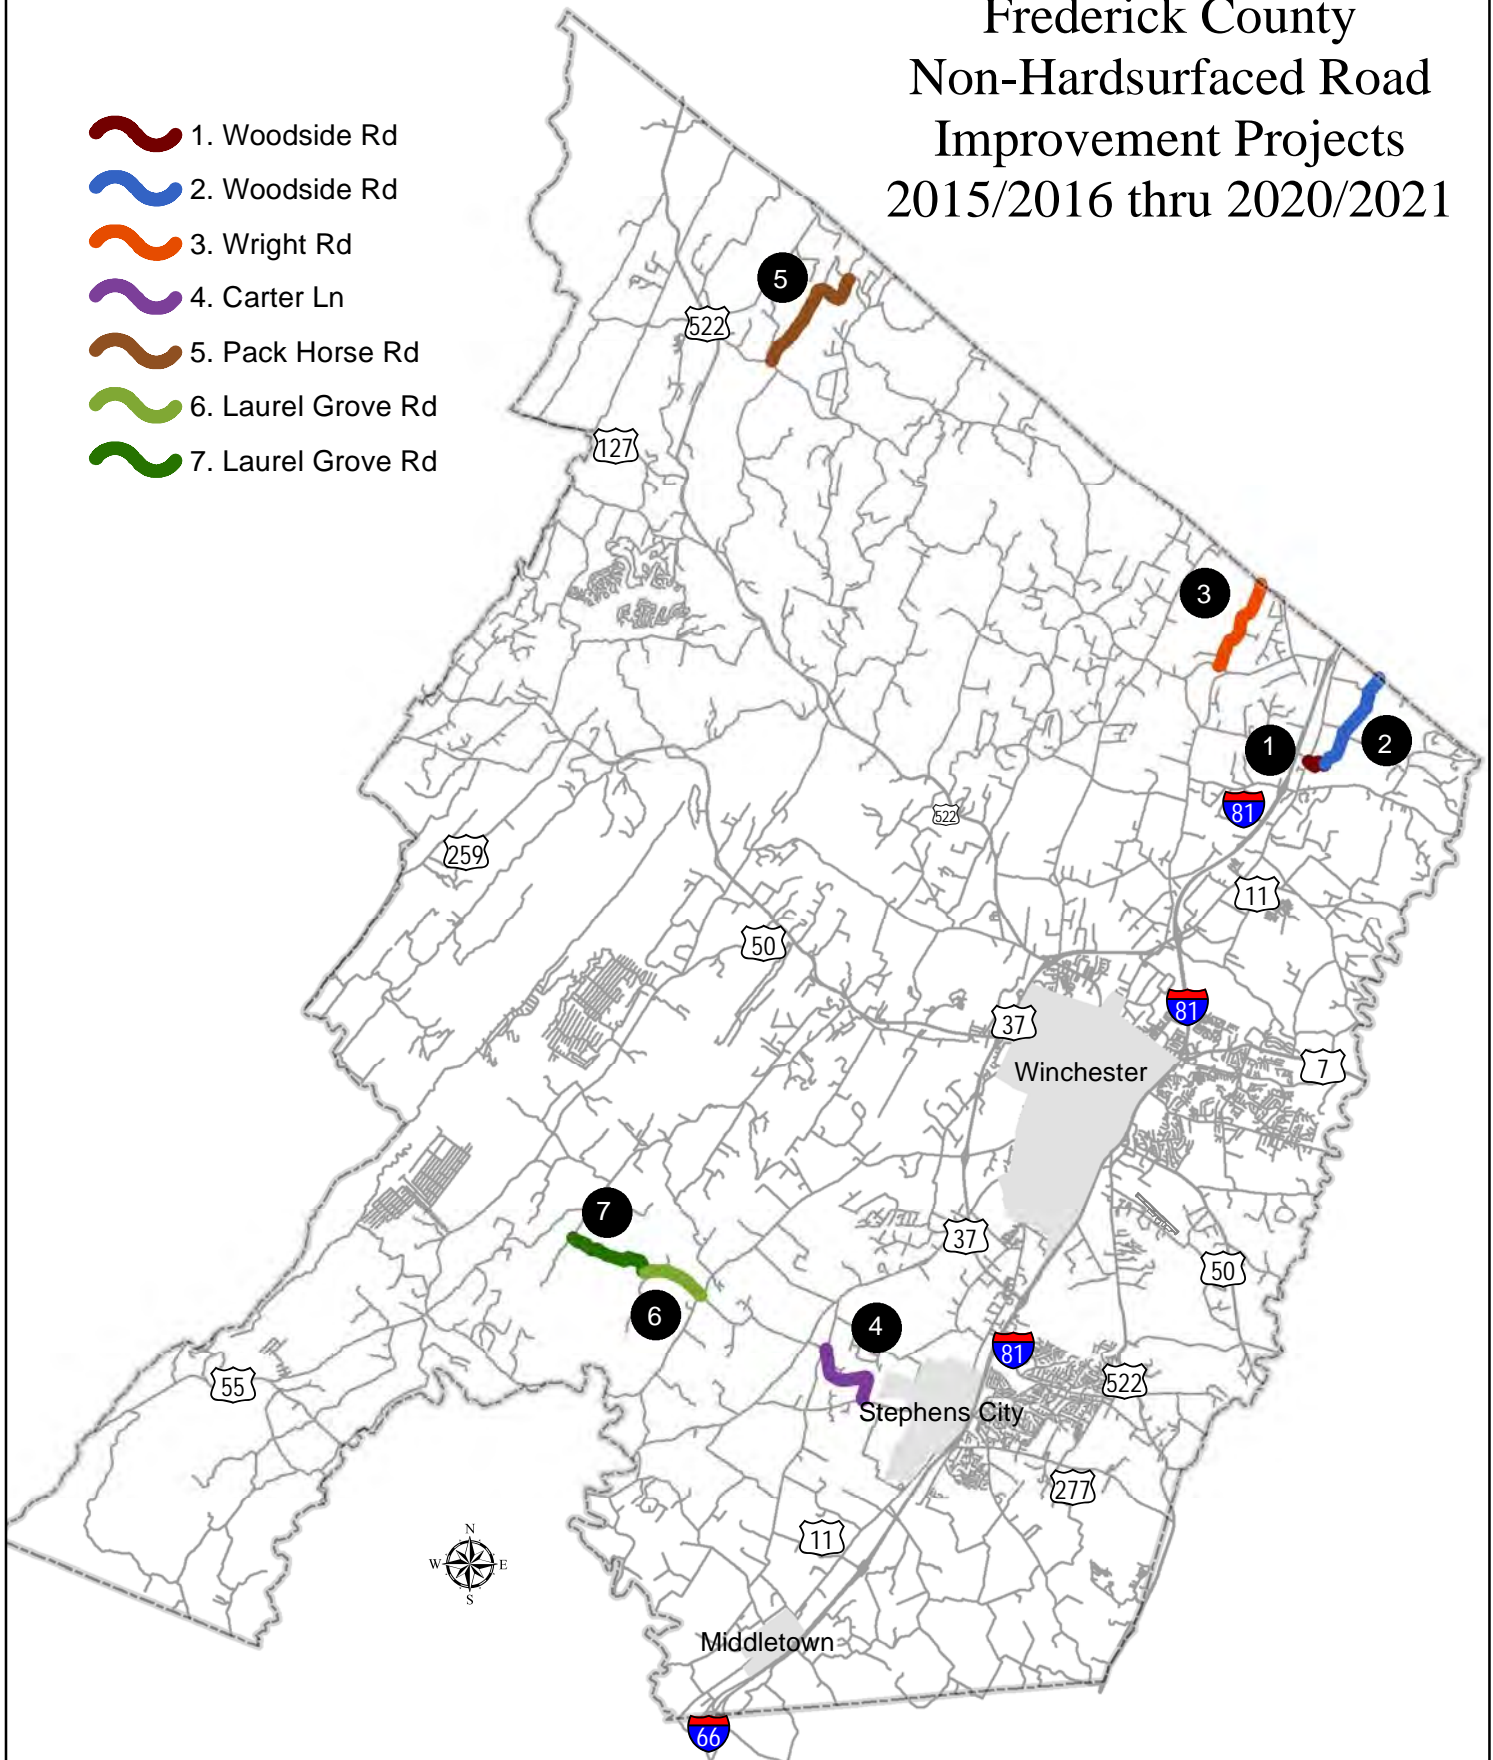 Frederick County
Non-Hardsurfaced Road
Improvement Projects
2015/2016 thru 2020/2021
1. Woodside Rd
2. Woodside Rd
3. Wright Rd
4. Carter Ln
5. Pack Horse Rd
6. Laurel Grove Rd
7. Laurel Grove Rd
5
522
127
3
1
2
81
522
259
11
50
81
37
Winchester
7
7
37
50
6
4
81
55
522
Stephens City
277
11
N
W E
S
Middletown
66